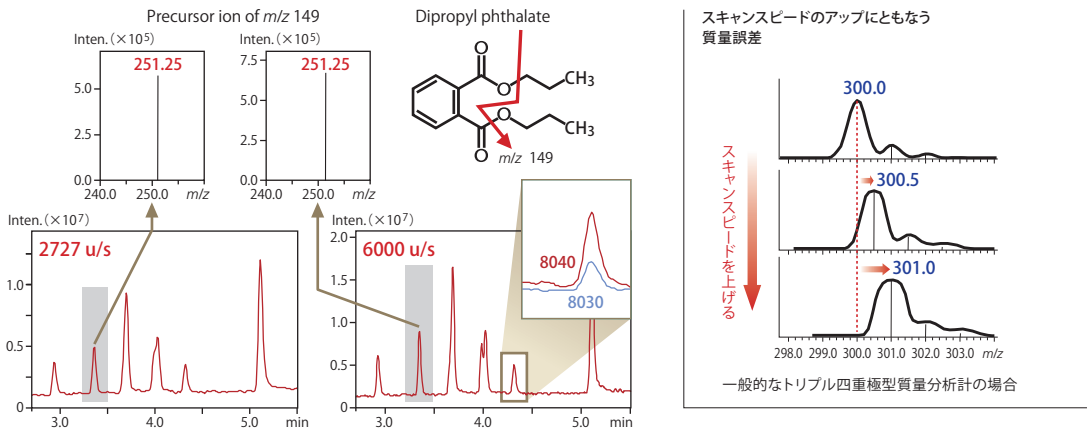 Precursor ion of m/z 149
Inten. (×10⁵)
251.25
5.0
2.5
0
240.0
250.0
m/z
Inten. (×10⁵)
251.25
7.5
5.0
2.5
0
240.0
250.0
m/z
Dipropyl phthalate
O
O
CH3
O
O
CH3
m/z 149
Inten. (×10⁷)
2727 u/s
1.0
0.5
0
3.0
4.0
5.0
min
Inten. (×10⁷)
6000 u/s
2.0
1.5
1.0
0.5
0
3.0
4.0
5.0
min
8040
8030
スキャンスピードのアップにともなう
質量誤差
300.0
300.5
301.0
スキャンスピードを上げる
298.0
299.0
300.0
301.0
302.0
303.0
m/z
一般的なトリプル四重極型質量分析計の場合